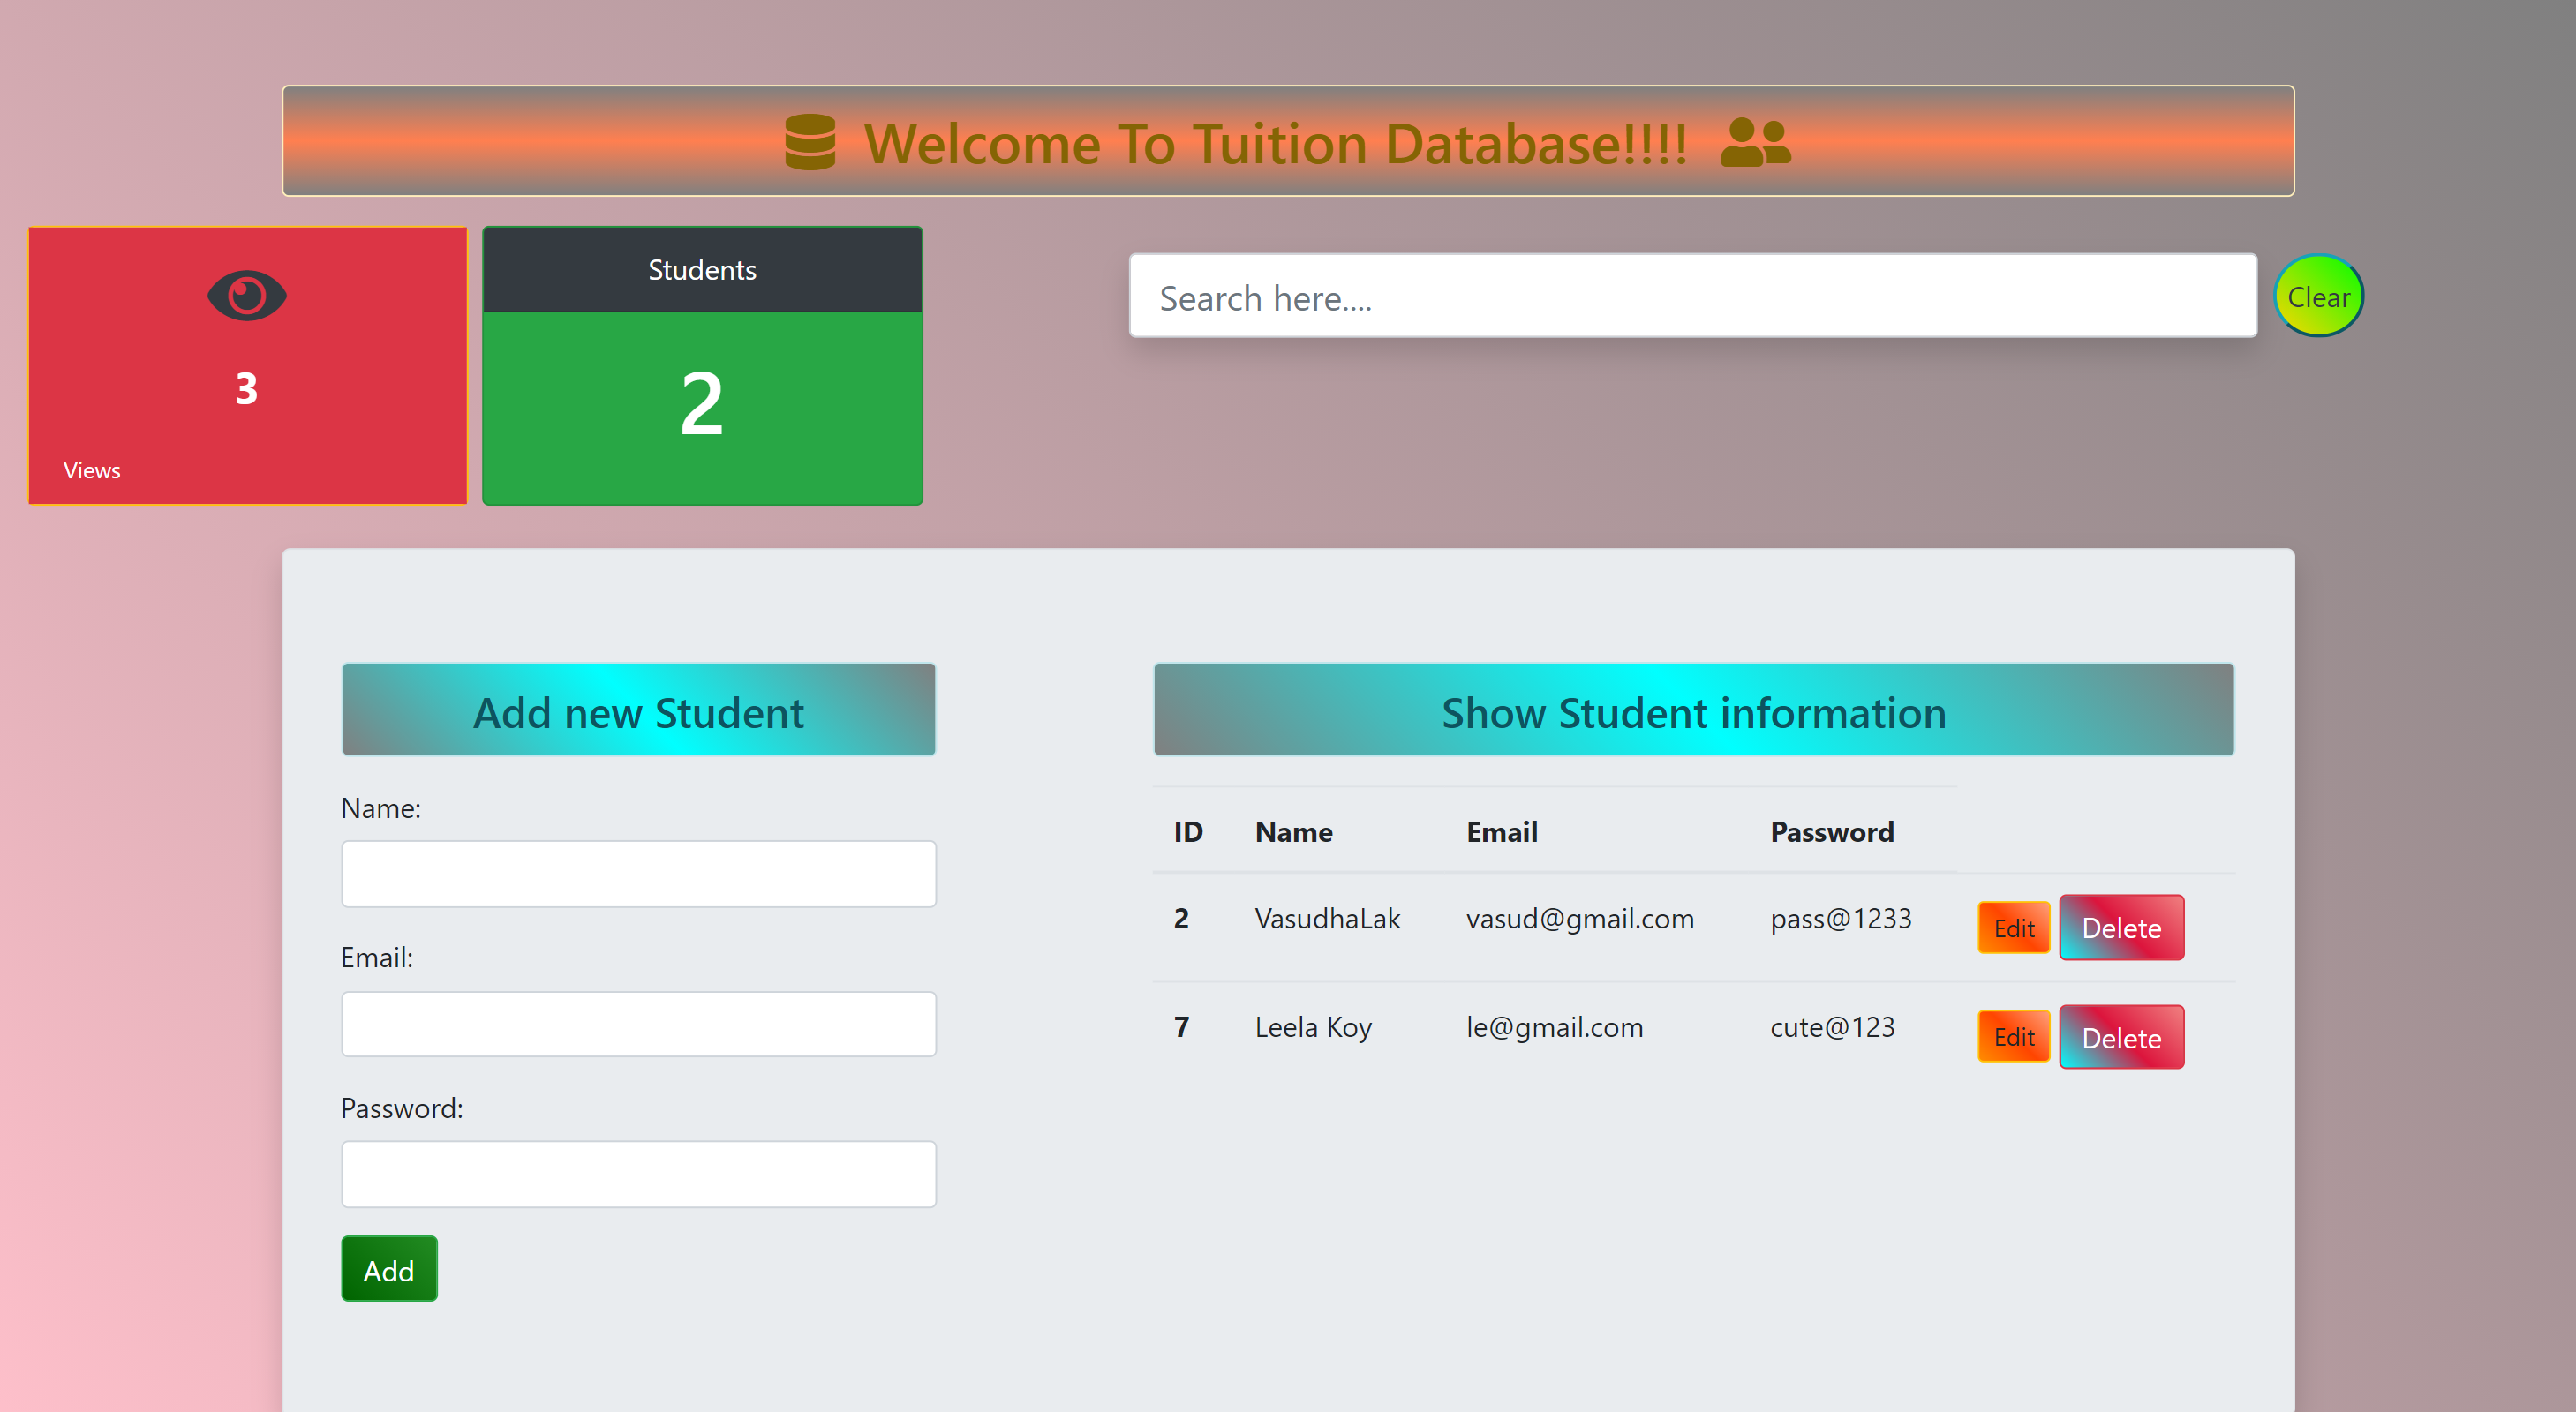 Welcome To Tuition Database!!!!
3
Views
Students
2
Search here....
Clear
Add new Student
Name:
Email:
Password:
Add
Show Student information
ID Name Email Password
2 VasudhaLak vasud@gmail.com pass@1233 Edit Delete
7 Leela Koy le@gmail.com cute@123 Edit Delete